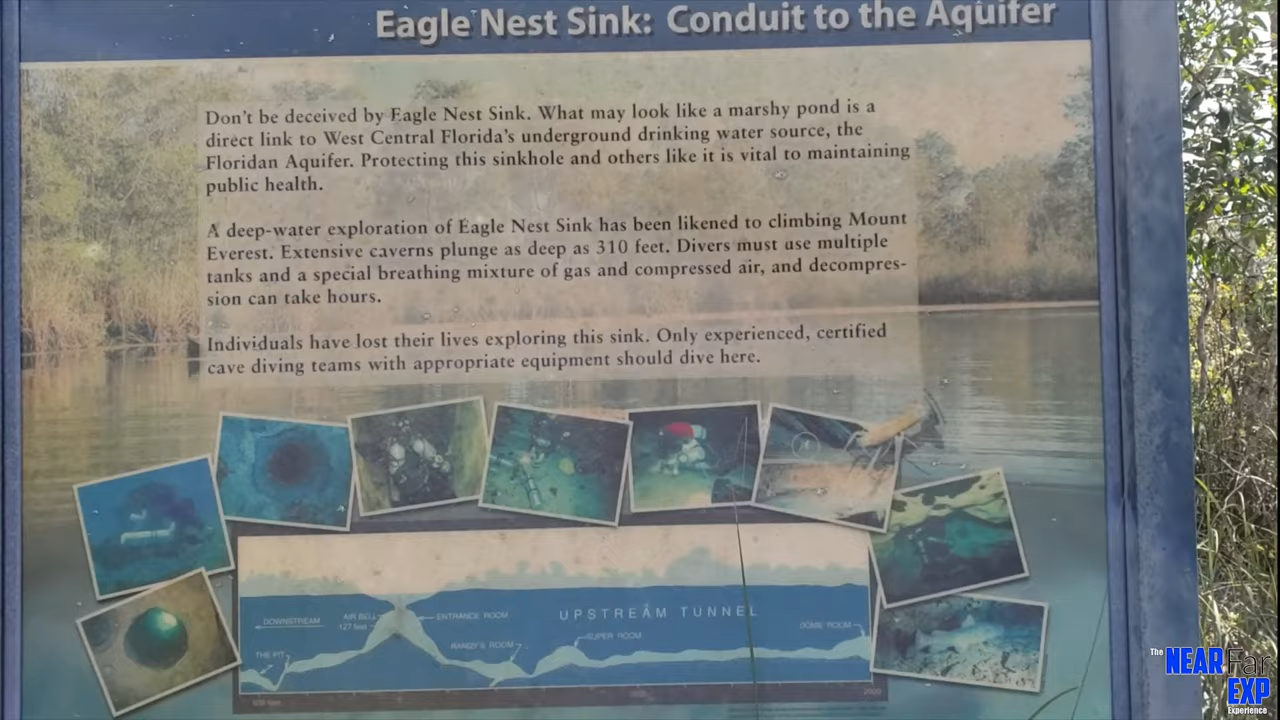 Eagle Nest Sink: Conduit to the Aquifer
Don't be deceived by Eagle Nest Sink. What may look like a marshy pond is a
direct link to West Central Florida's underground drinking water source, the
Floridan Aquifer. Protecting this sinkhole and others like it is vital to maintaining
public health.
A deep-water exploration of Eagle Nest Sink has been likened to climbing Mount
Everest. Extensive caverns plunge as deep as 310 feet. Divers must use multiple
tanks and a special breathing mixture of gas and compressed air, and decompres-
sion can take hours.
Individuals have lost their lives exploring this sink. Only experienced, certified
cave diving teams with appropriate equipment should dive here.
UPSTREAM TUNNEL
AIR BELL
127 feet
ENTRANCE ROOM
DOWNSTREAM
DOME ROOM
SUPER ROOM
RANDY'S ROOM
THE PIT
2000
The NEAR Far
EXP
Experience